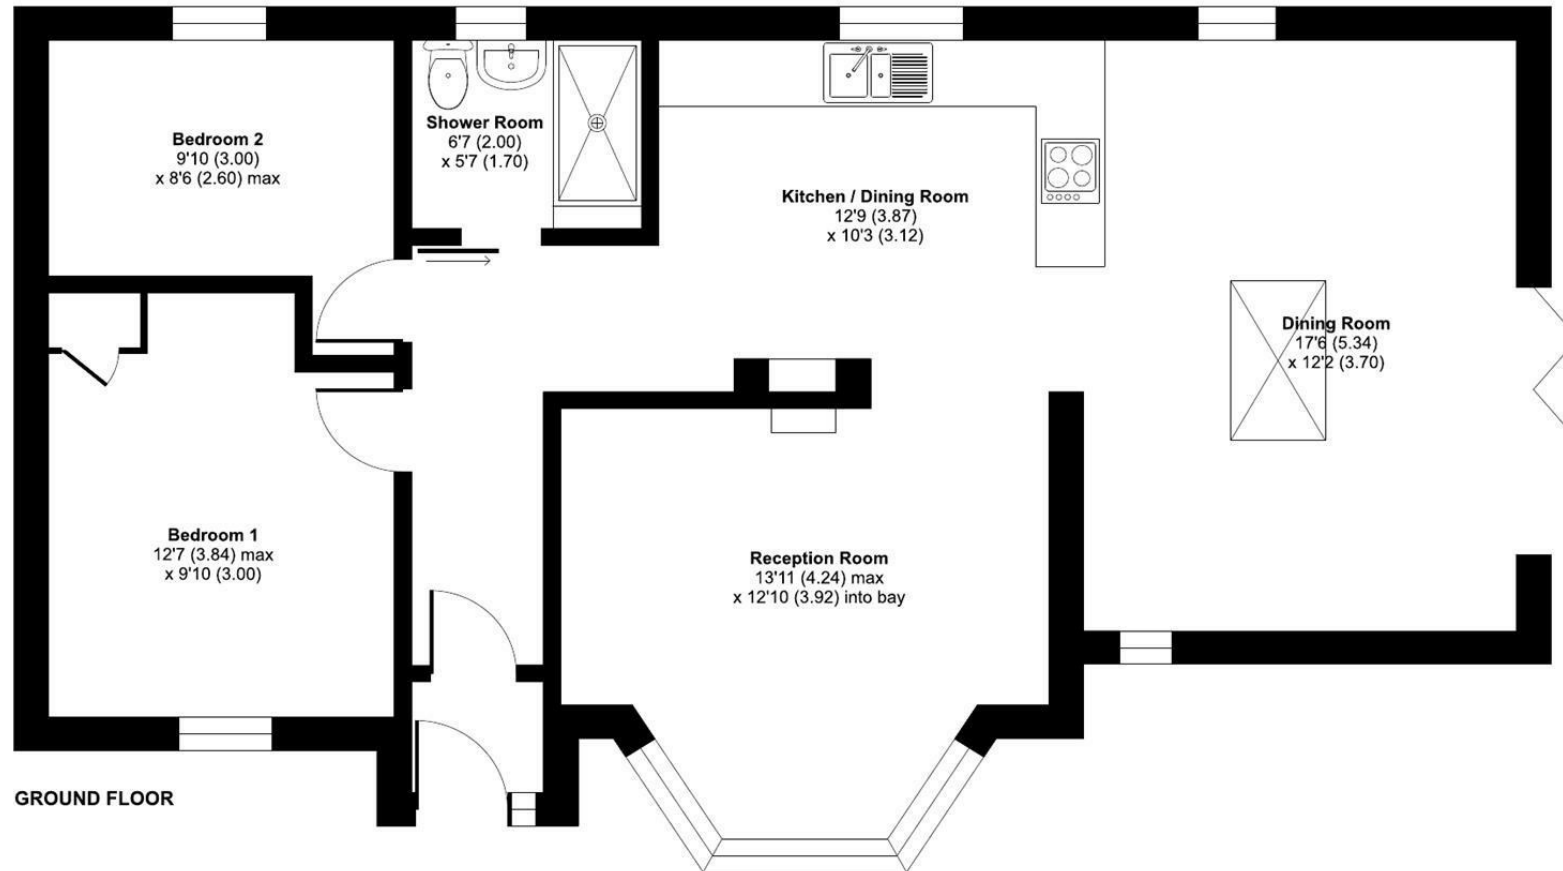 Bedroom 2
9'10 (3.00)
x 8'6 (2.60) max
Shower Room
6'7 (2.00)
x 5'7 (1.70)
Kitchen / Dining Room
12'9 (3.87)
x 10'3 (3.12)
Dining Room
17'6 (5.34)
x 12'2 (3.70)
Bedroom 1
12'7 (3.84) max
x 9'10 (3.00)
Reception Room
13'11 (4.24) max
x 12'10 (3.92) into bay
GROUND FLOOR